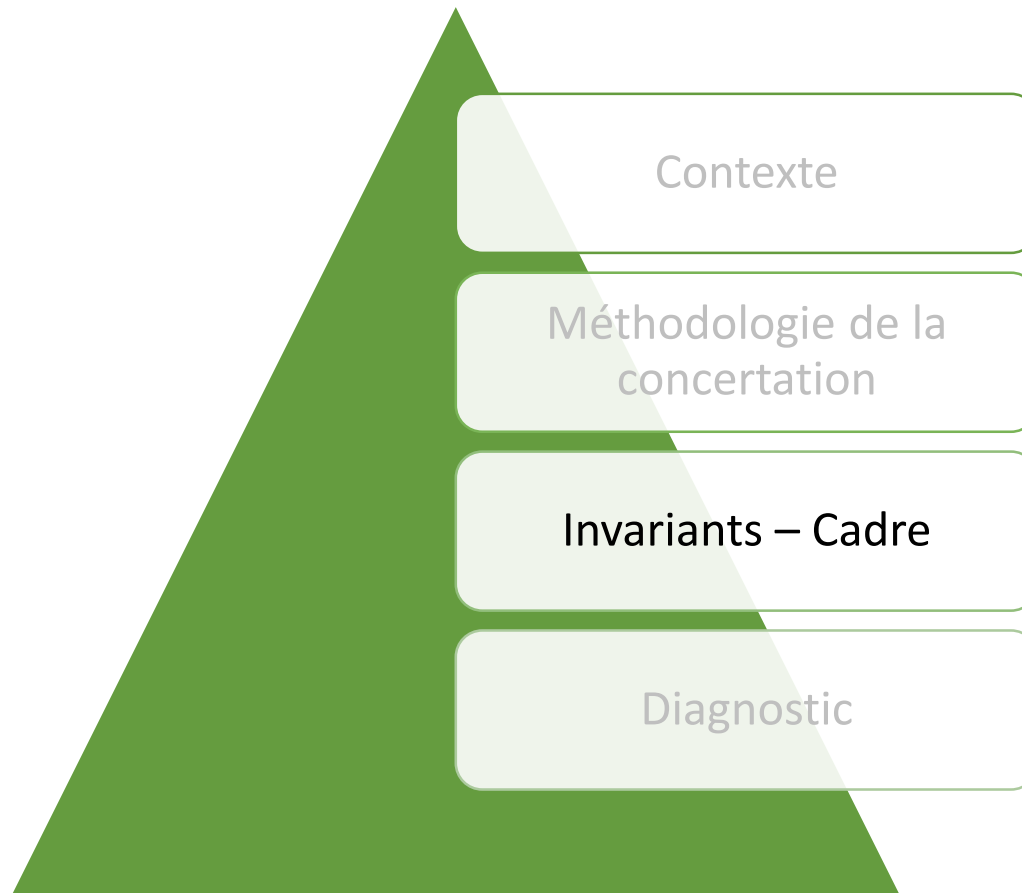 Contexte
Méthodologie de la
concertation
Invariants – Cadre
Diagnostic